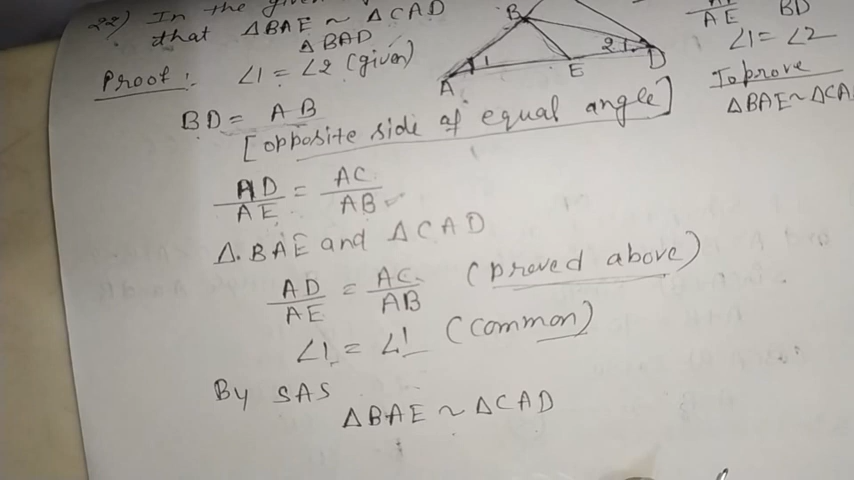 22) In the given
that ΔBAE ~ ΔCAD
ΔBAD
Proof: ∠1 = ∠2 (given)
BD = AB
[opposite side of equal angle]
AD/AE = AC/AB
Δ.BAE and ΔCAD
AD/AE = AC/AB (proved above)
∠1 = ∠1 (common)
By SAS
ΔBAE ~ ΔCAD
B
1
2
A
E
D
AE BD
∠1 = ∠2
To prove
ΔBAE ~ ΔCA